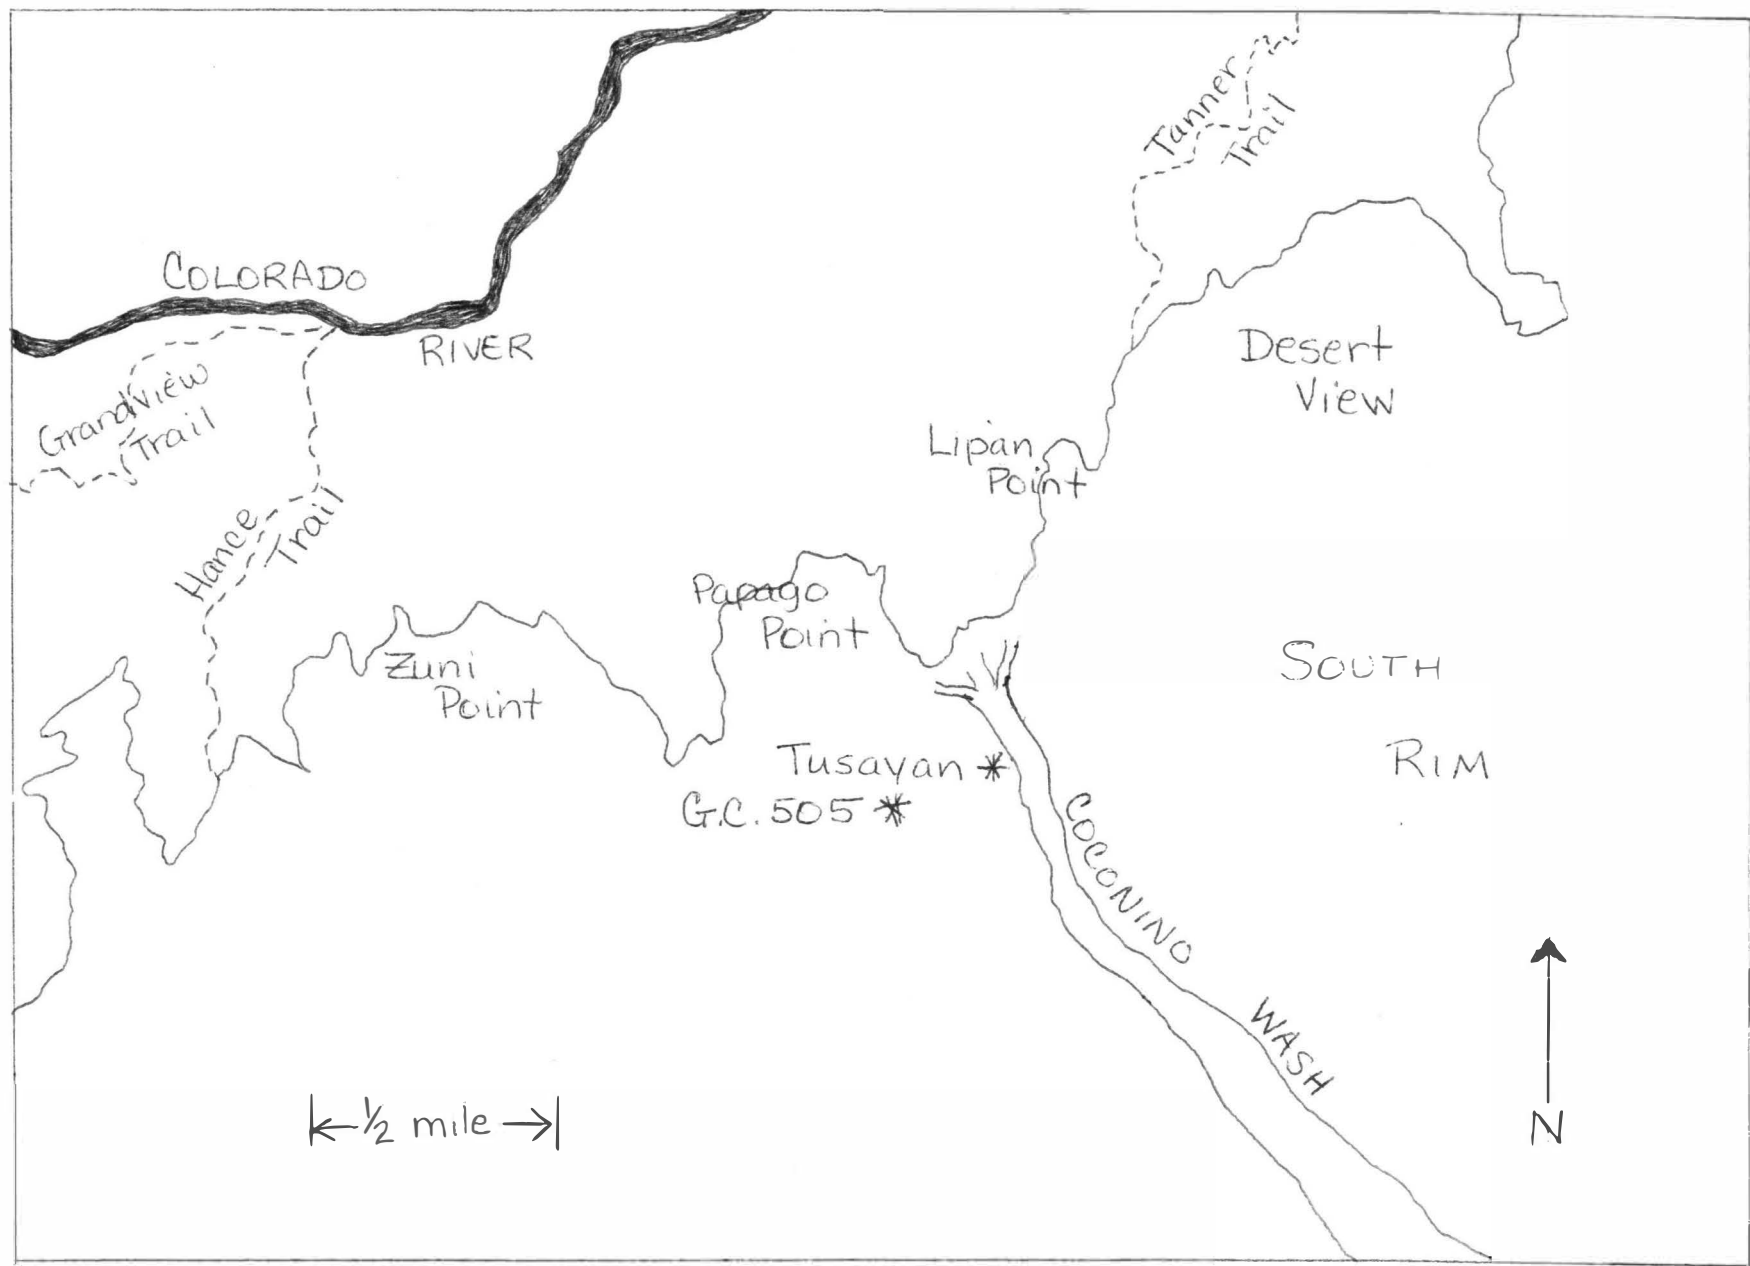 Tanner
Trail
COLORADO
RIVER
Desert
View
Grandview
Trail
Lipan
Point
Hance
Trail
Papago
Point
Zuni
Point
SOUTH
RIM
Tusayan
G.C. 505
COCONINO
WASH
½ mile
N